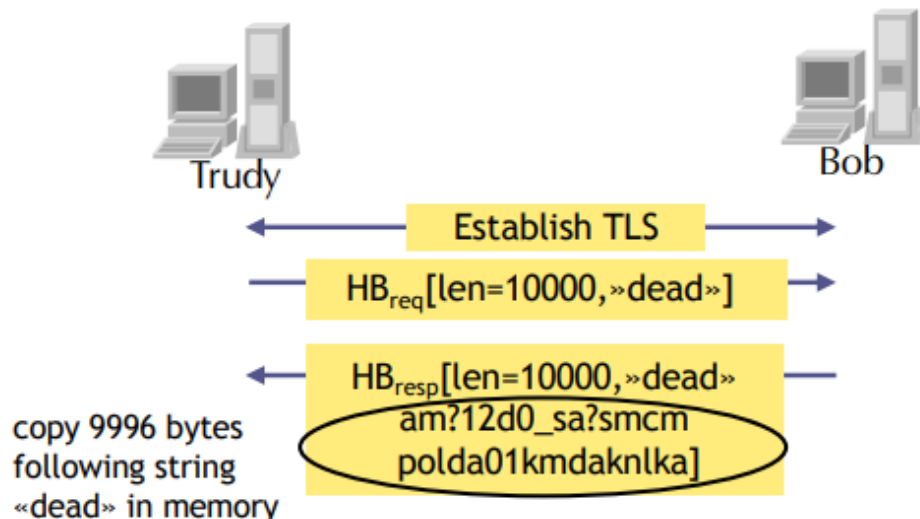 Trudy
Bob
Establish TLS
HBreq[len=10000,»dead»]
HBresp[len=10000,»dead»
am?12d0_sa?smcm
polda01kmdaknlka]
copy 9996 bytes
following string
«dead» in memory